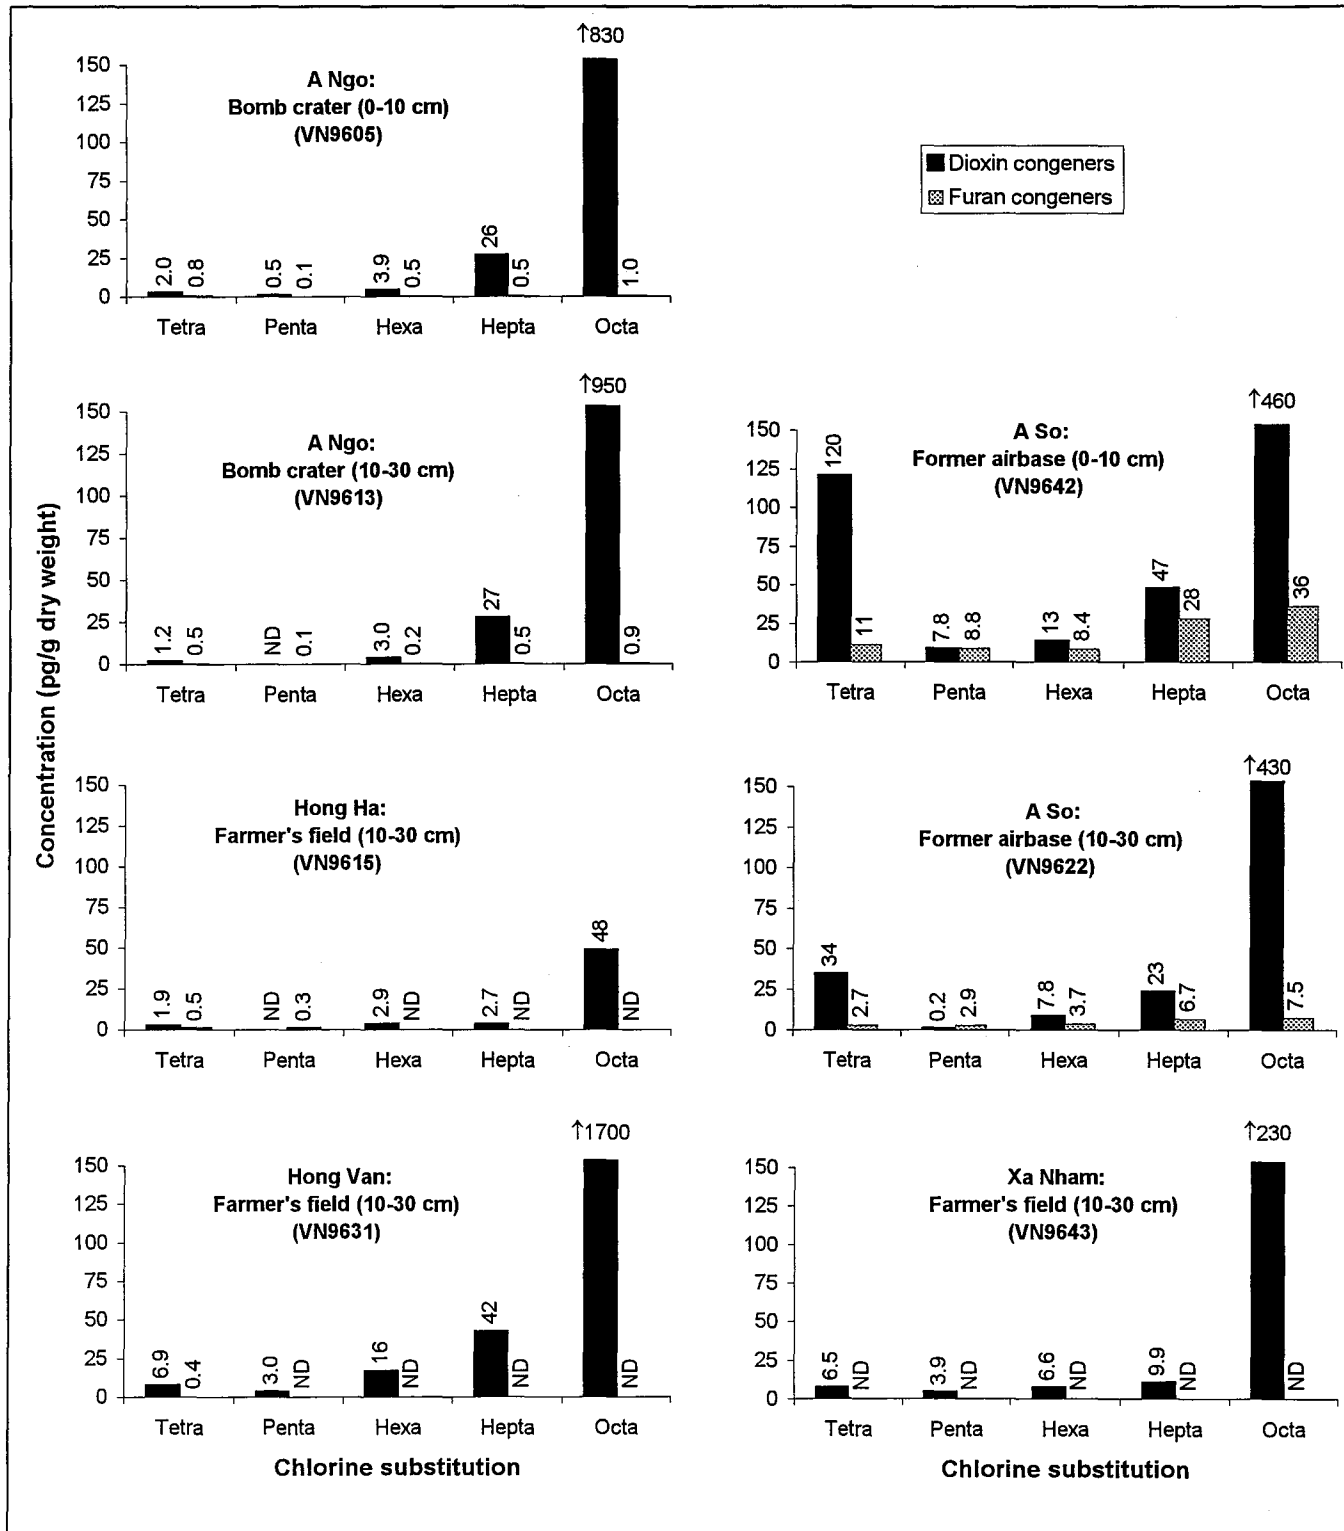 ↑830
150
125
100
75
50
25
0
A Ngo:
Bomb crater (0-10 cm)
(VN9605)
2.0 0.8 0.5 0.1 3.9 0.5 26 0.5 1.0
Tetra Penta Hexa Hepta Octa
Dioxin congeners
Furan congeners
↑950
150
125
100
75
50
25
0
A Ngo:
Bomb crater (10-30 cm)
(VN9613)
1.2 0.5 ND 0.1 3.0 0.2 27 0.5 0.9
Tetra Penta Hexa Hepta Octa
↑460
150
125
100
75
50
25
0
A So:
Former airbase (0-10 cm)
(VN9642)
120 11 7.8 8.8 13 8.4 47 28 36
Tetra Penta Hexa Hepta Octa
Concentration (pg/g dry weight)
150
125
100
75
50
25
0
Hong Ha:
Farmer's field (10-30 cm)
(VN9615)
1.9 0.5 ND 0.3 2.9 ND 2.7 ND 48 ND
Tetra Penta Hexa Hepta Octa
↑430
150
125
100
75
50
25
0
A So:
Former airbase (10-30 cm)
(VN9622)
34 2.7 0.2 2.9 7.8 3.7 23 6.7 7.5
Tetra Penta Hexa Hepta Octa
↑1700
150
125
100
75
50
25
0
Hong Van:
Farmer's field (10-30 cm)
(VN9631)
6.9 0.4 3.0 ND 16 ND 42 ND ND
Tetra Penta Hexa Hepta Octa
Chlorine substitution
↑230
150
125
100
75
50
25
0
Xa Nham:
Farmer's field (10-30 cm)
(VN9643)
6.5 ND 3.9 ND 6.6 ND 9.9 ND ND
Tetra Penta Hexa Hepta Octa
Chlorine substitution